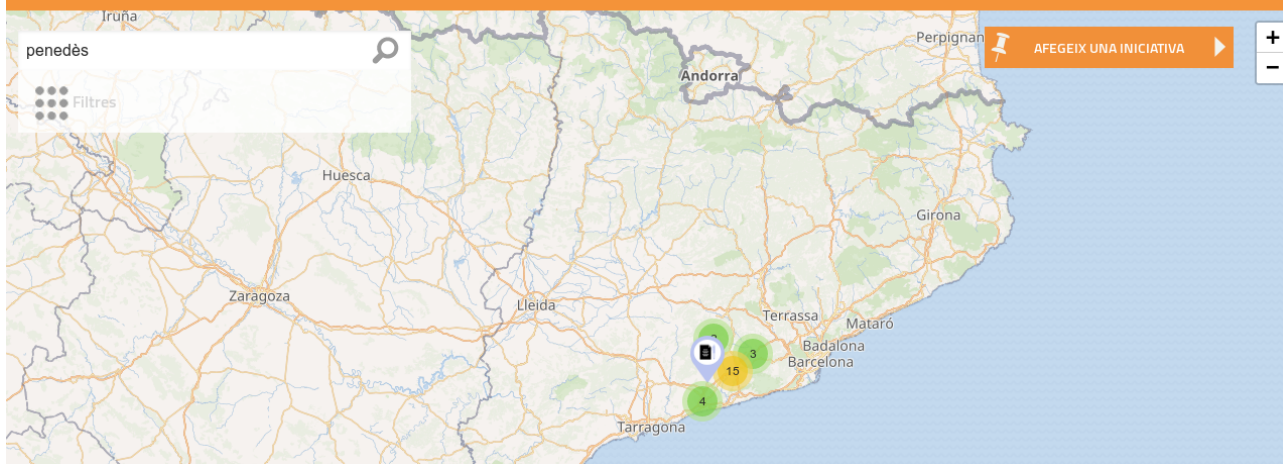 Iruña
penedès
Filtres
Perpignan
AFEGEIX UNA INICIATIVA
+
−
Andorra
Huesca
Girona
Zaragoza
Lleida
Terrassa
Mataró
Badalona
Barcelona
3
15
4
Tarragona